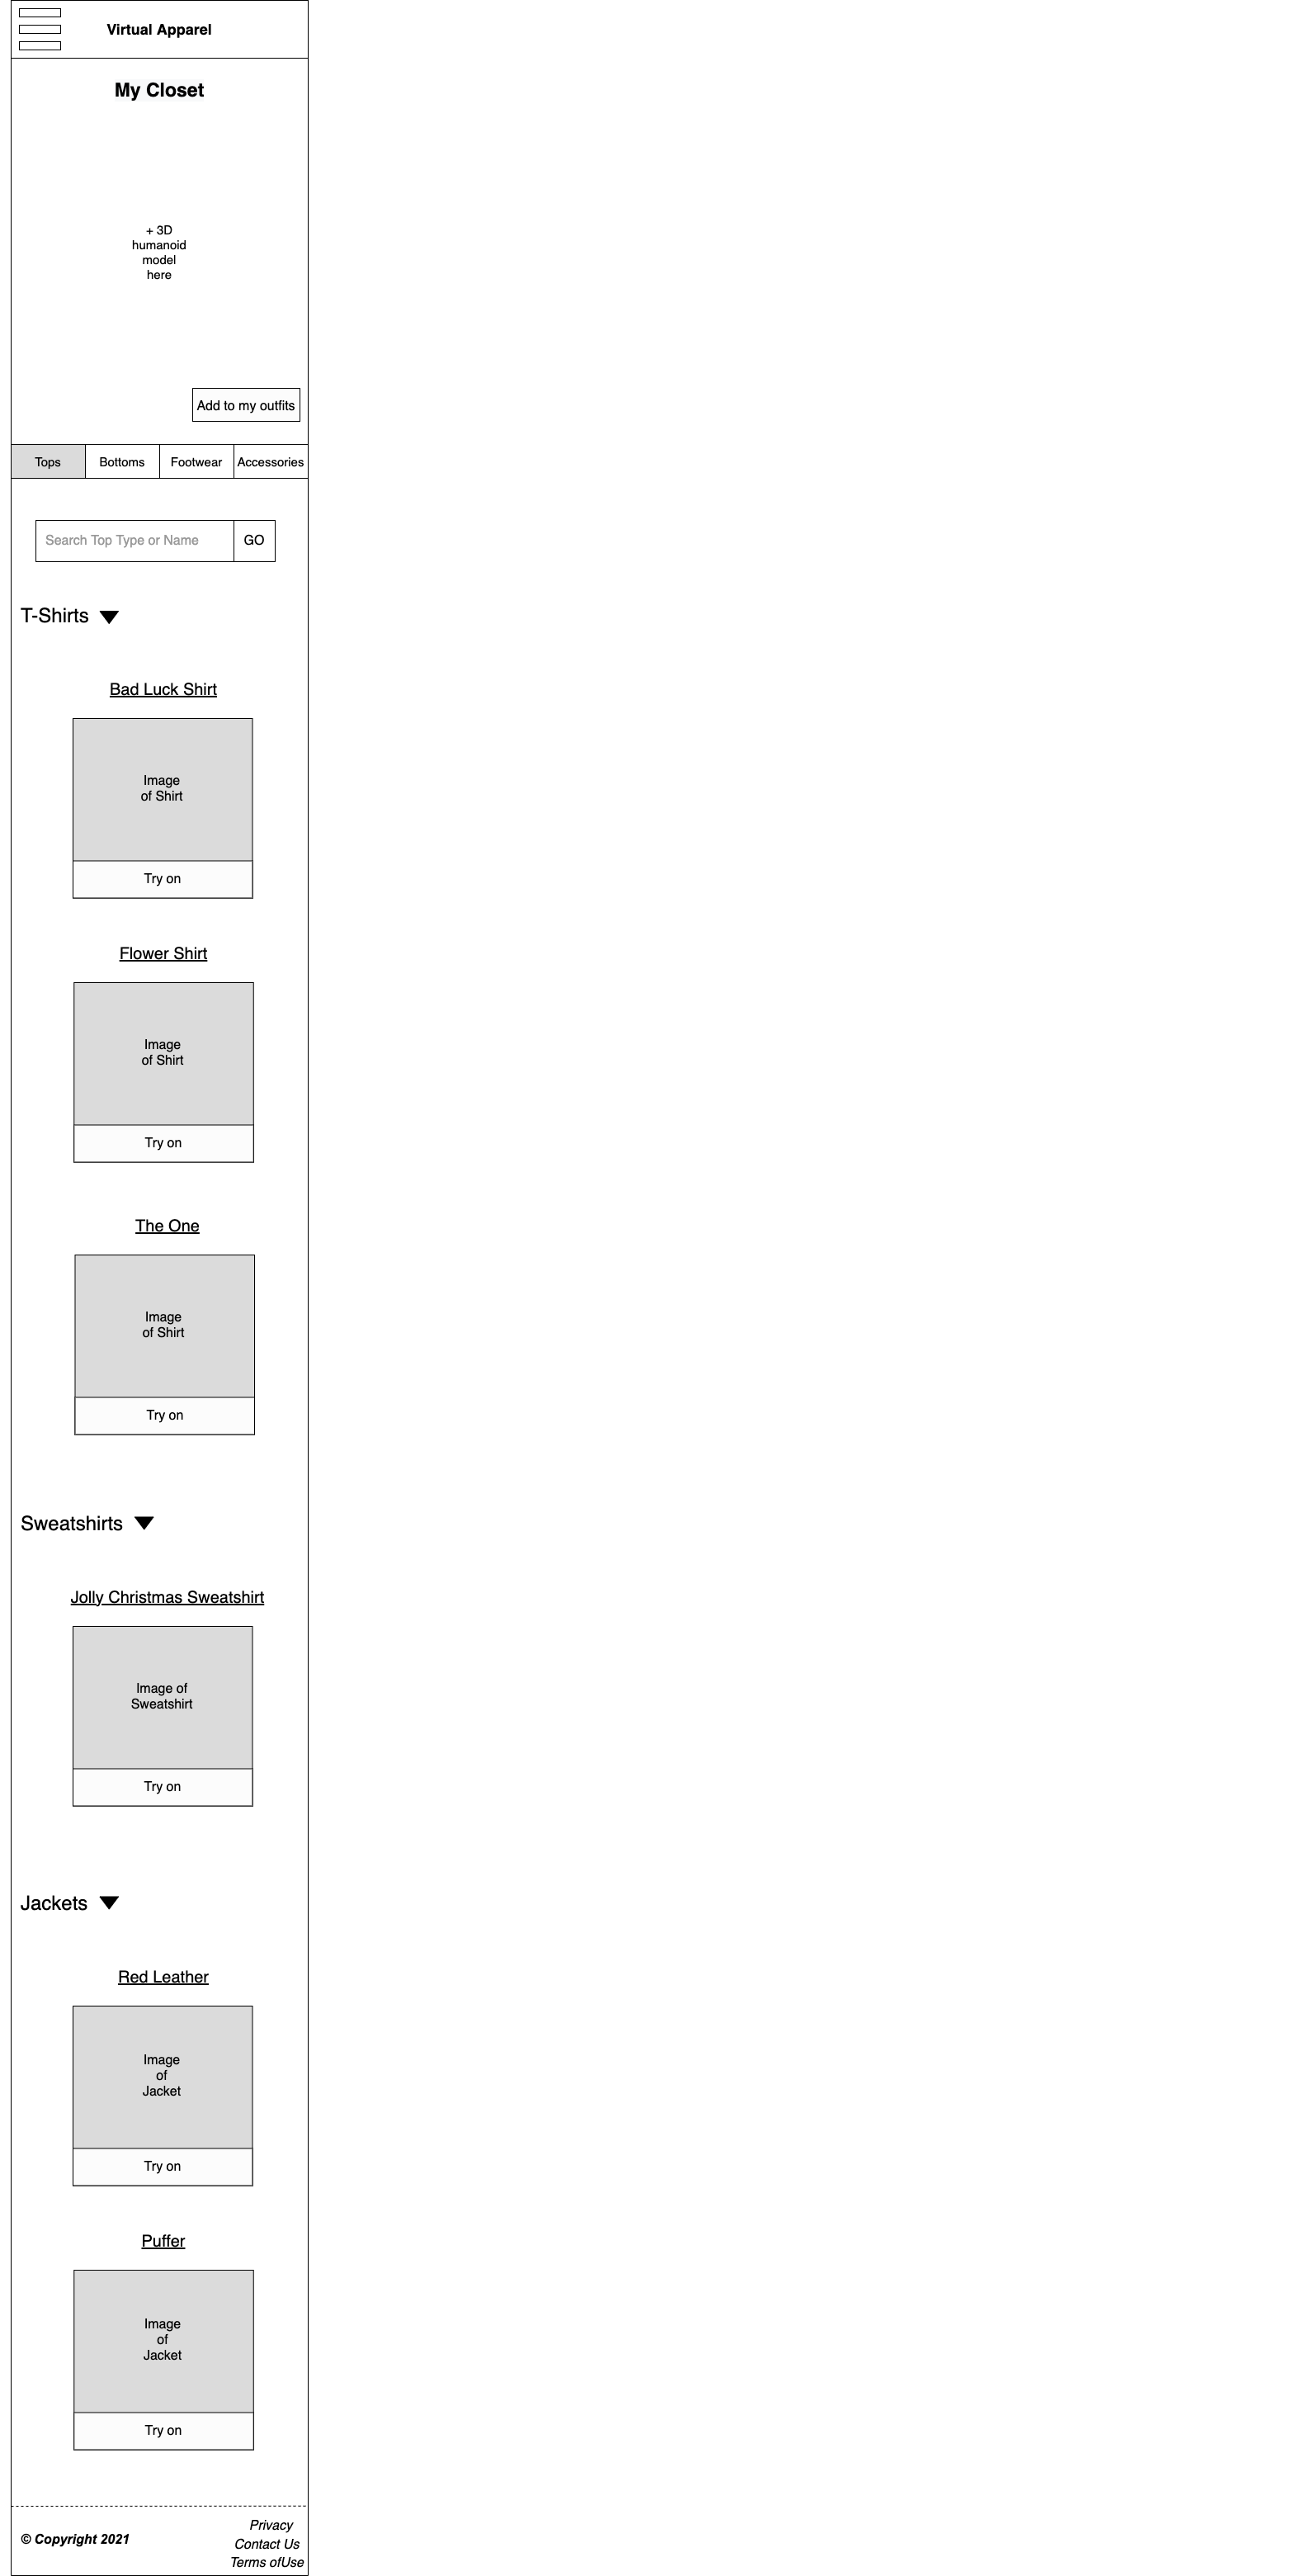 Virtual Apparel
My Closet
+ 3D
humanoid
model
here
Add to my outfits
Tops
Bottoms
Footwear
Accessories
Search Top Type or Name
GO
T-Shirts
Bad Luck Shirt
Image
of Shirt
Try on
Flower Shirt
Image
of Shirt
Try on
The One
Image
of Shirt
Try on
Sweatshirts
Jolly Christmas Sweatshirt
Image of
Sweatshirt
Try on
Jackets
Red Leather
Image
of
Jacket
Try on
Puffer
Image
of
Jacket
Try on
© Copyright 2021
Privacy
Contact Us
Terms ofUse